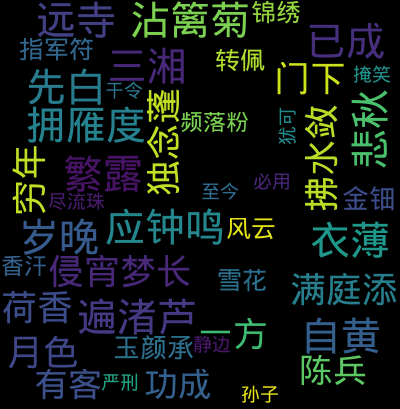 远寺
沾篱菊
锦绣
指军符
三湘
转佩
已成
先白
干令
门下
掩笑
拥雁度
独念蓬
频落粉
犹可
拂水敛
悲秋
穷年
繁露
尽流珠
至今
必用
金钿
岁晚
应钟鸣
风云
衣薄
香汗
侵宵梦长
雪花
满庭添
荷香
遍渚芦
一方
自黄
月色
玉颜承
静边
陈兵
有客
严刑
功成
孙子